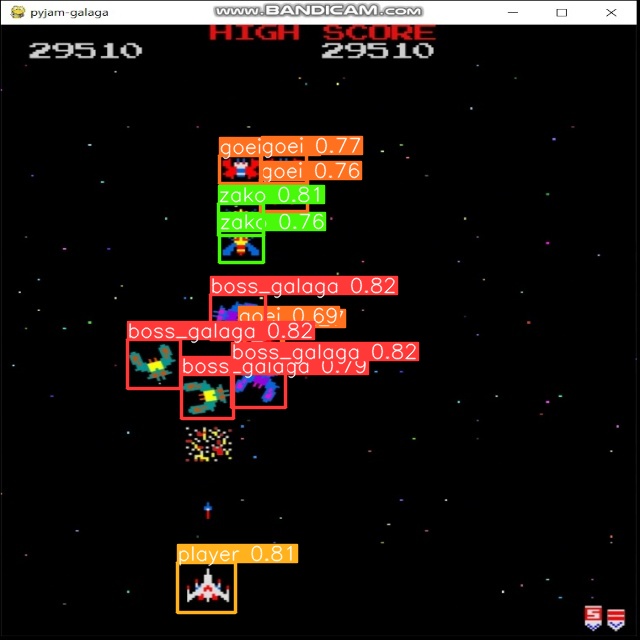 pyjam-galaga
www.BANDICAM.com
HIGH SCORE
29510 29510
goei
goei 0.77
goei 0.76
zako 0.81
zako 0.76
boss_galaga 0.82
goei 0.69
boss_galaga 0.82
boss_galaga 0.82
boss_galaga 0.79
player 0.81
5